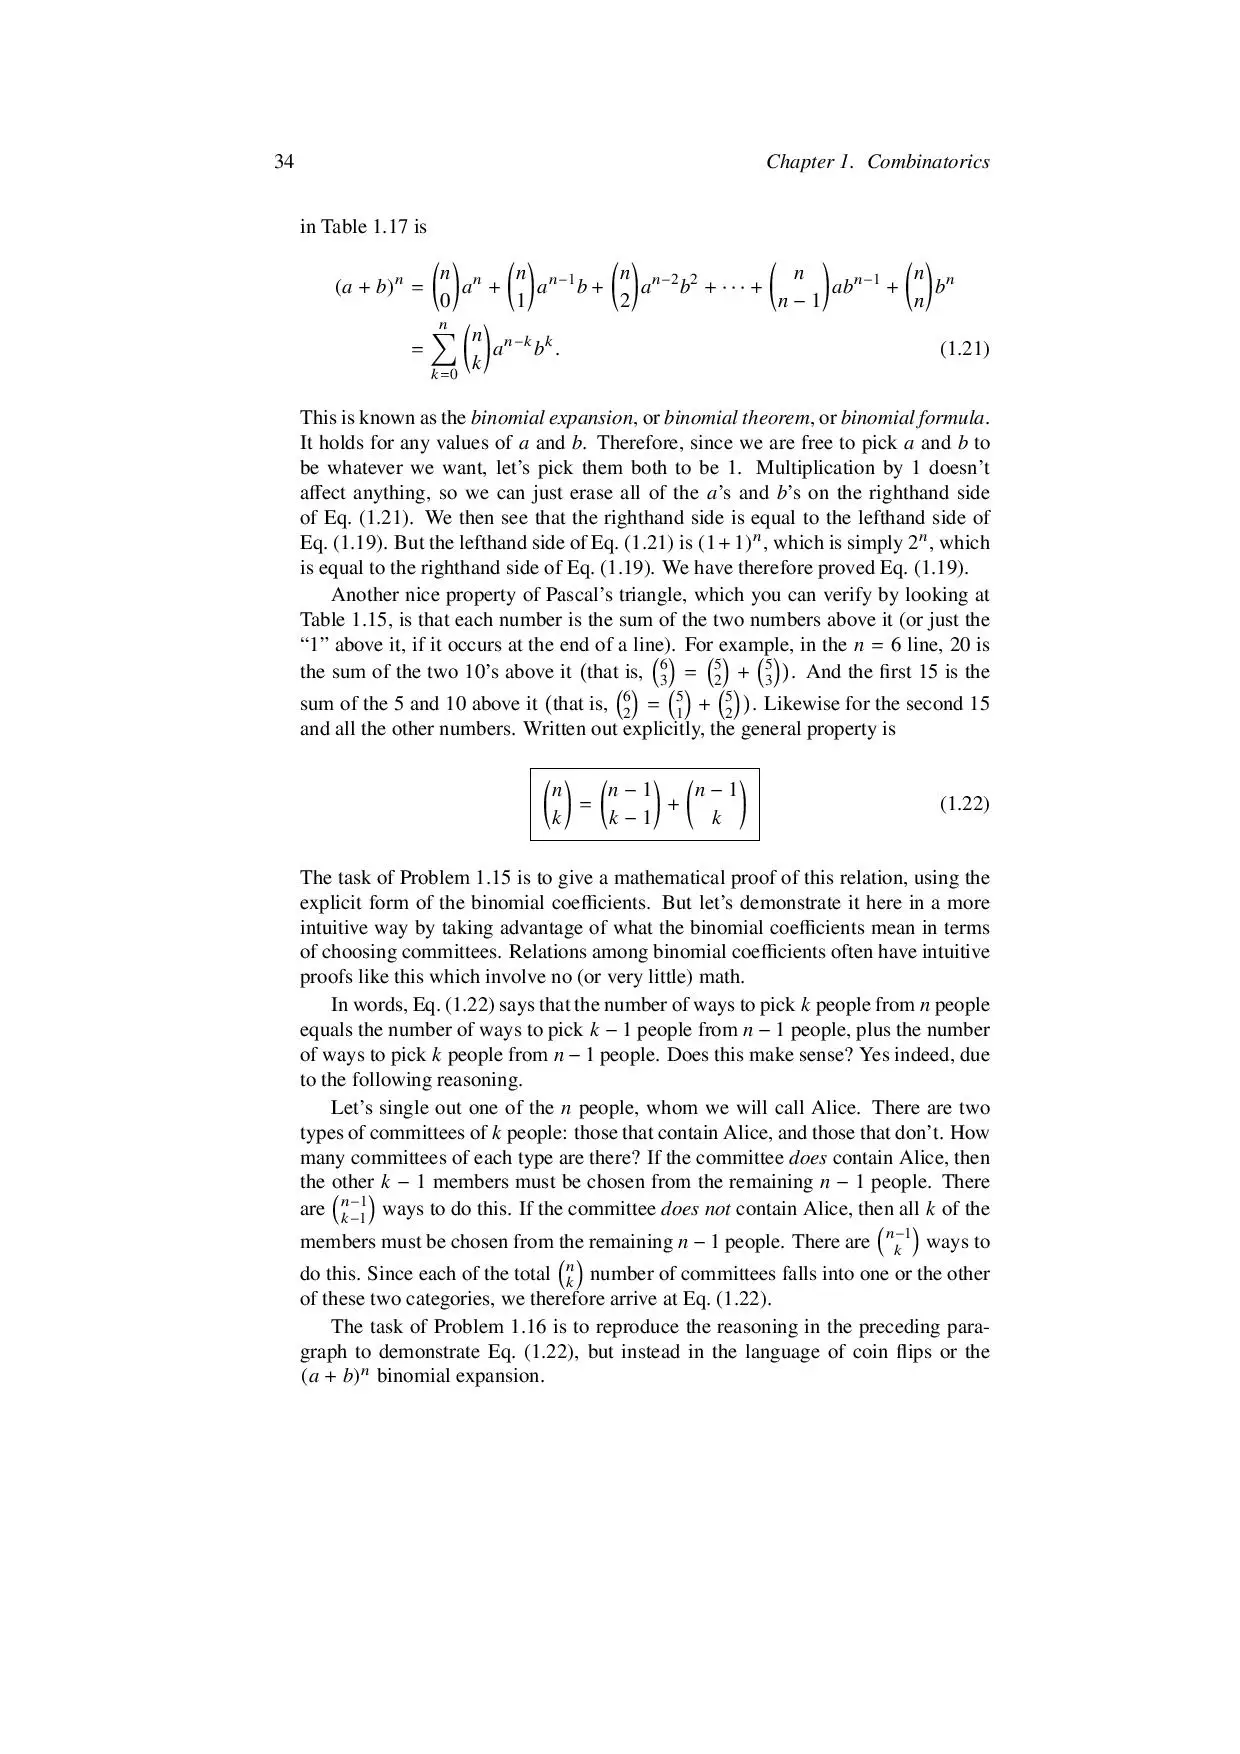 34 Chapter 1. Combinatorics
in Table 1.17 is
(a + b)^n = \binom{n}{0}a^n + \binom{n}{1}a^{n−1}b + \binom{n}{2}a^{n−2}b^2 + · · · + \binom{n}{n − 1}ab^{n−1} + \binom{n}{n}b^n
= \sum_{k=0}^{n} \binom{n}{k}a^{n−k}b^k. (1.21)
This is known as the binomial expansion, or binomial theorem, or binomial formula.
It holds for any values of a and b. Therefore, since we are free to pick a and b to
be whatever we want, let’s pick them both to be 1. Multiplication by 1 doesn’t
affect anything, so we can just erase all of the a’s and b’s on the righthand side
of Eq. (1.21). We then see that the righthand side is equal to the lefthand side of
Eq. (1.19). But the lefthand side of Eq. (1.21) is (1+1)^n, which is simply 2^n, which
is equal to the righthand side of Eq. (1.19). We have therefore proved Eq. (1.19).
Another nice property of Pascal’s triangle, which you can verify by looking at
Table 1.15, is that each number is the sum of the two numbers above it (or just the
“1” above it, if it occurs at the end of a line). For example, in the n = 6 line, 20 is
the sum of the two 10’s above it (that is, \binom{6}{3} = \binom{5}{2} + \binom{5}{3}). And the first 15 is the
sum of the 5 and 10 above it (that is, \binom{6}{2} = \binom{5}{1} + \binom{5}{2}). Likewise for the second 15
and all the other numbers. Written out explicitly, the general property is
\binom{n}{k} = \binom{n − 1}{k − 1} + \binom{n − 1}{k} (1.22)
The task of Problem 1.15 is to give a mathematical proof of this relation, using the
explicit form of the binomial coefficients. But let’s demonstrate it here in a more
intuitive way by taking advantage of what the binomial coefficients mean in terms
of choosing committees. Relations among binomial coefficients often have intuitive
proofs like this which involve no (or very little) math.
In words, Eq. (1.22) says that the number of ways to pick k people from n people
equals the number of ways to pick k − 1 people from n − 1 people, plus the number
of ways to pick k people from n − 1 people. Does this make sense? Yes indeed, due
to the following reasoning.
Let’s single out one of the n people, whom we will call Alice. There are two
types of committees of k people: those that contain Alice, and those that don’t. How
many committees of each type are there? If the committee does contain Alice, then
the other k − 1 members must be chosen from the remaining n − 1 people. There
are \binom{n−1}{k−1} ways to do this. If the committee does not contain Alice, then all k of the
members must be chosen from the remaining n − 1 people. There are \binom{n−1}{k} ways to
do this. Since each of the total \binom{n}{k} number of committees falls into one or the other
of these two categories, we therefore arrive at Eq. (1.22).
The task of Problem 1.16 is to reproduce the reasoning in the preceding para-
graph to demonstrate Eq. (1.22), but instead in the language of coin flips or the
(a + b)^n binomial expansion.